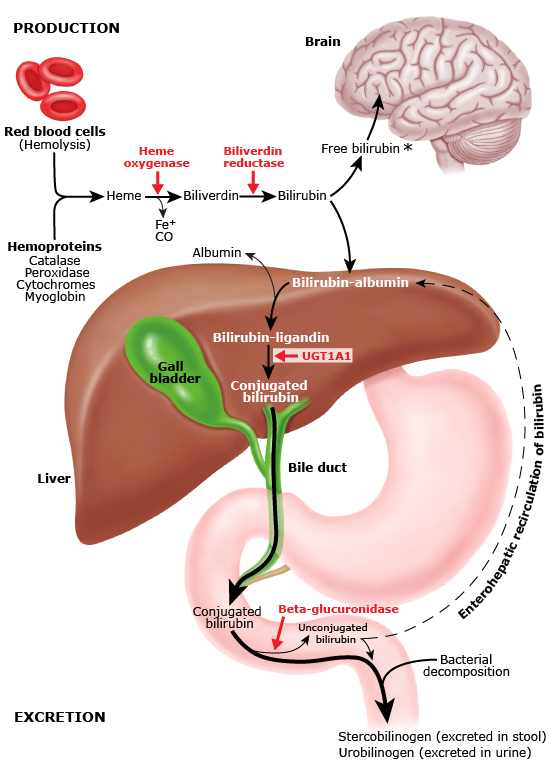 PRODUCTION
Brain
Red blood cells
(Hemolysis)
Heme
oxygenase
Biliverdin
reductase
Free bilirubin *
Heme
Biliverdin
Bilirubin
Fe+
CO
Hemoproteins
Catalase
Peroxidase
Cytochromes
Myoglobin
Albumin
Bilirubin-albumin
Bilirubin-ligandin
UGT1A1
Gall
bladder
Conjugated
bilirubin
Liver
Bile duct
Enterohepatic recirculation of bilirubin
Conjugated
bilirubin
Beta-glucuronidase
Unconjugated
bilirubin
Bacterial
decomposition
EXCRETION
Stercobilinogen (excreted in stool)
Urobilinogen (excreted in urine)